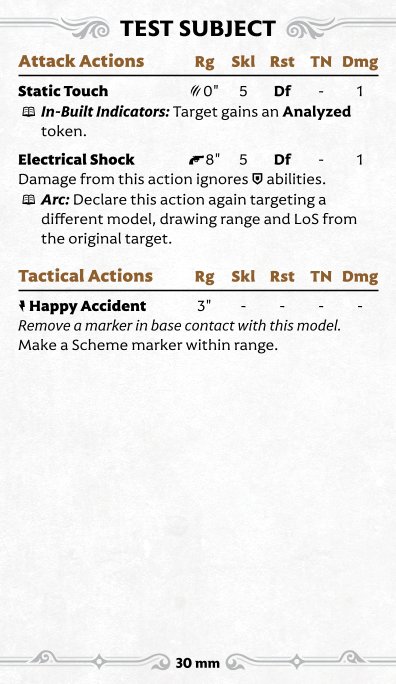 TEST SUBJECT
Attack Actions Rg Skl Rst TN Dmg
Static Touch 0" 5 Df - 1
In-Built Indicators: Target gains an Analyzed
token.
Electrical Shock 8" 5 Df - 1
Damage from this action ignores abilities.
Arc: Declare this action again targeting a
different model, drawing range and LoS from
the original target.
Tactical Actions Rg Skl Rst TN Dmg
Happy Accident 3" - - - -
Remove a marker in base contact with this model.
Make a Scheme marker within range.
30 mm